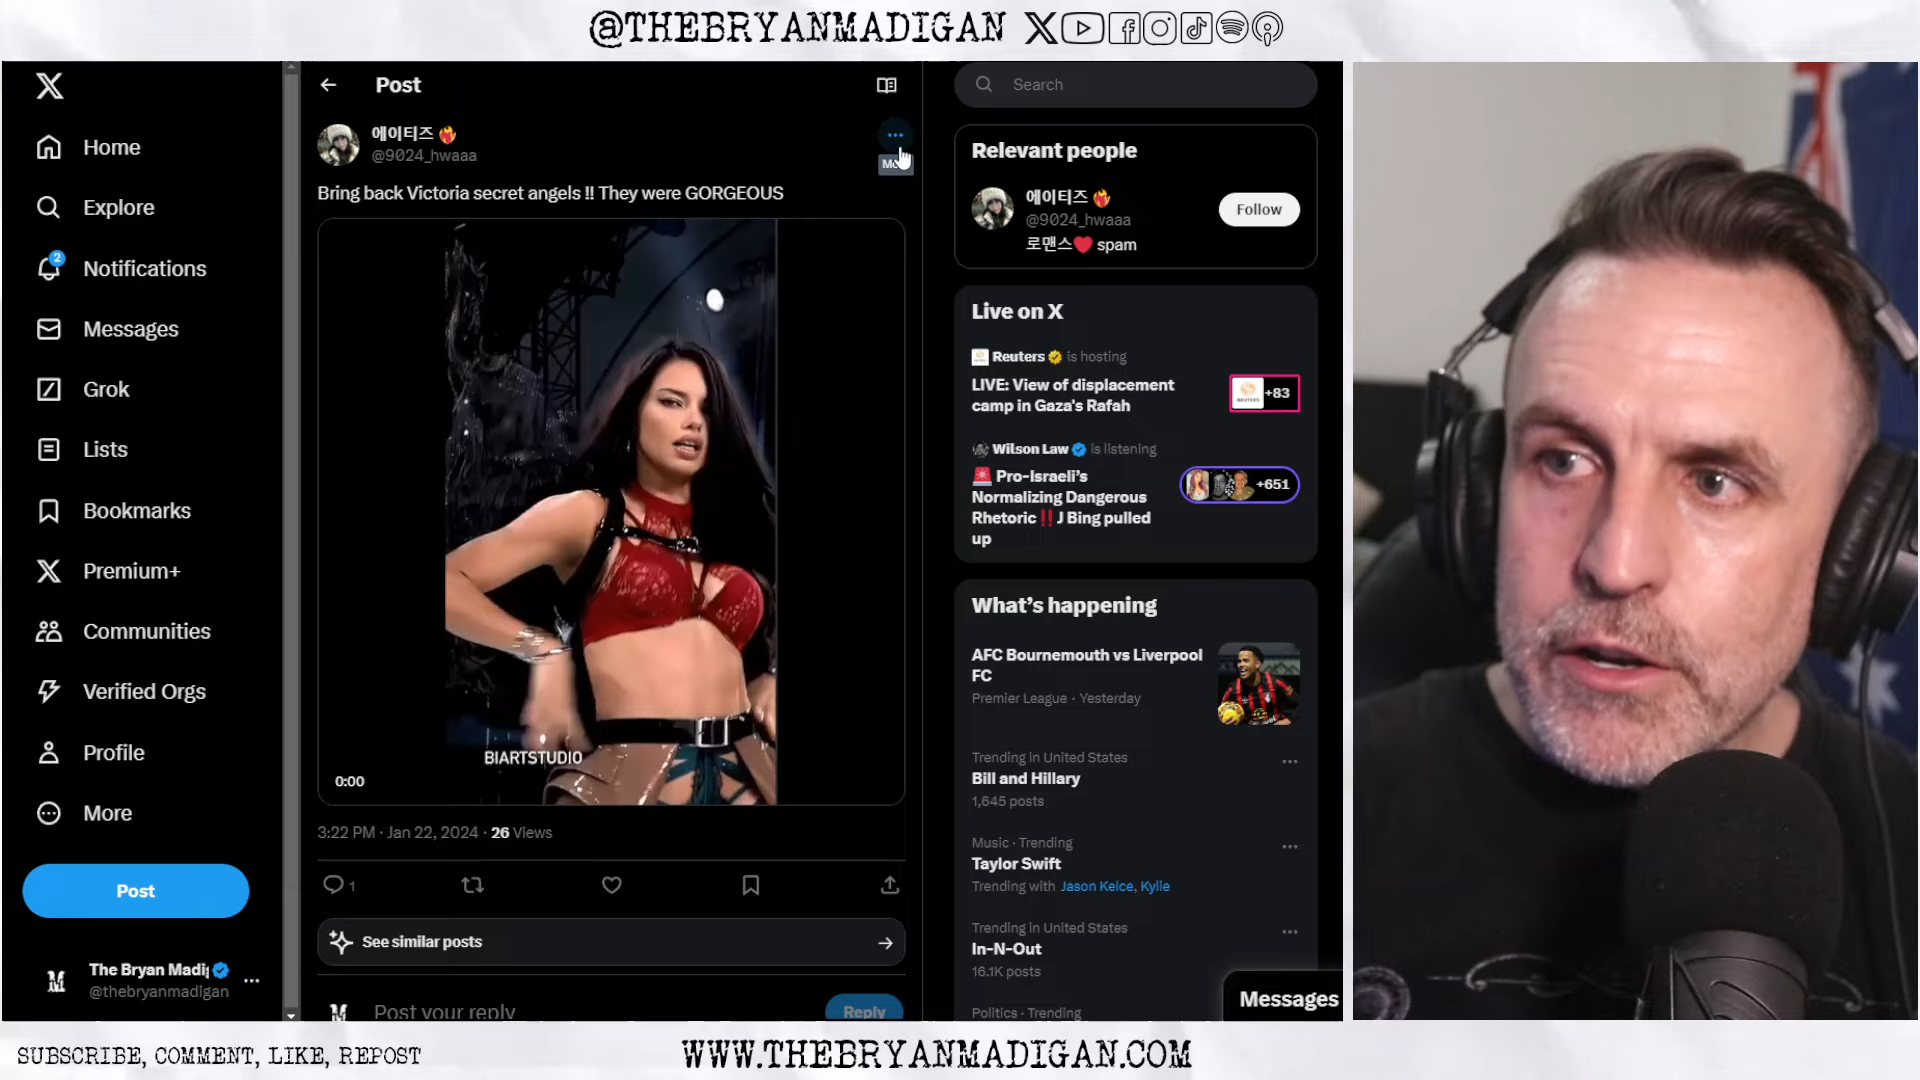 @THEBRYANMADIGAN
X
Home
Explore
2
Notifications
Messages
Grok
Lists
Bookmarks
Premium+
Communities
Verified Orgs
Profile
More
Post
The Bryan Madi
@thebryanmadigan
Post
에이티즈
@9024_hwaaa
Bring back Victoria secret angels !! They were GORGEOUS
BIARTSTUDIO
0:00
3:22 PM · Jan 22, 2024 · 26 Views
1
See similar posts
Post your reply
Reply
Search
Relevant people
에이티즈
@9024_hwaaa
Follow
로맨스❤️ spam
Live on X
Reuters is hosting
LIVE: View of displacement
camp in Gaza's Rafah
REUTERS
+83
Wilson Law is listening
🚨 Pro-Israeli's
Normalizing Dangerous
Rhetoric ‼️ J Bing pulled
up
+651
What's happening
AFC Bournemouth vs Liverpool
FC
Premier League · Yesterday
Trending in United States
Bill and Hillary
1,645 posts
Music · Trending
Taylor Swift
Trending with Jason Kelce, Kylie
Trending in United States
In-N-Out
16.1K posts
Politics · Trending
Messages
SUBSCRIBE, COMMENT, LIKE, REPOST
WWW.THEBRYANMADIGAN.COM